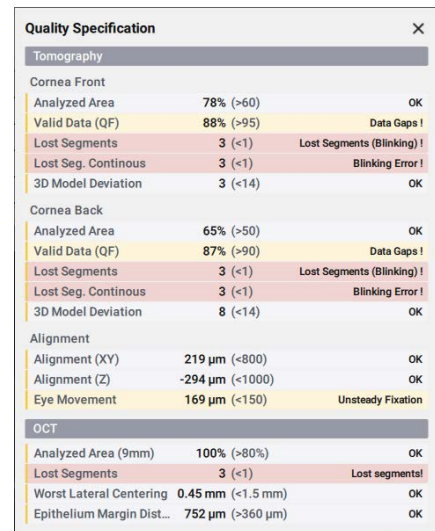 Quality Specification ×
Tomography
Cornea Front
Analyzed Area 78% (>60) OK
Valid Data (QF) 88% (>95) Data Gaps !
Lost Segments 3 (<1) Lost Segments (Blinking) !
Lost Seg. Continous 3 (<1) Blinking Error !
3D Model Deviation 3 (<14) OK
Cornea Back
Analyzed Area 65% (>50) OK
Valid Data (QF) 87% (>90) Data Gaps !
Lost Segments 3 (<1) Lost Segments (Blinking) !
Lost Seg. Continous 3 (<1) Blinking Error !
3D Model Deviation 8 (<14) OK
Alignment
Alignment (XY) 219 µm (<800) OK
Alignment (Z) -294 µm (<1000) OK
Eye Movement 169 µm (<150) Unsteady Fixation
OCT
Analyzed Area (9mm) 100% (>80%) OK
Lost Segments 3 (<1) Lost segments!
Worst Lateral Centering 0.45 mm (<1.5 mm) OK
Epithelium Margin Dist... 752 µm (>360 µm) OK